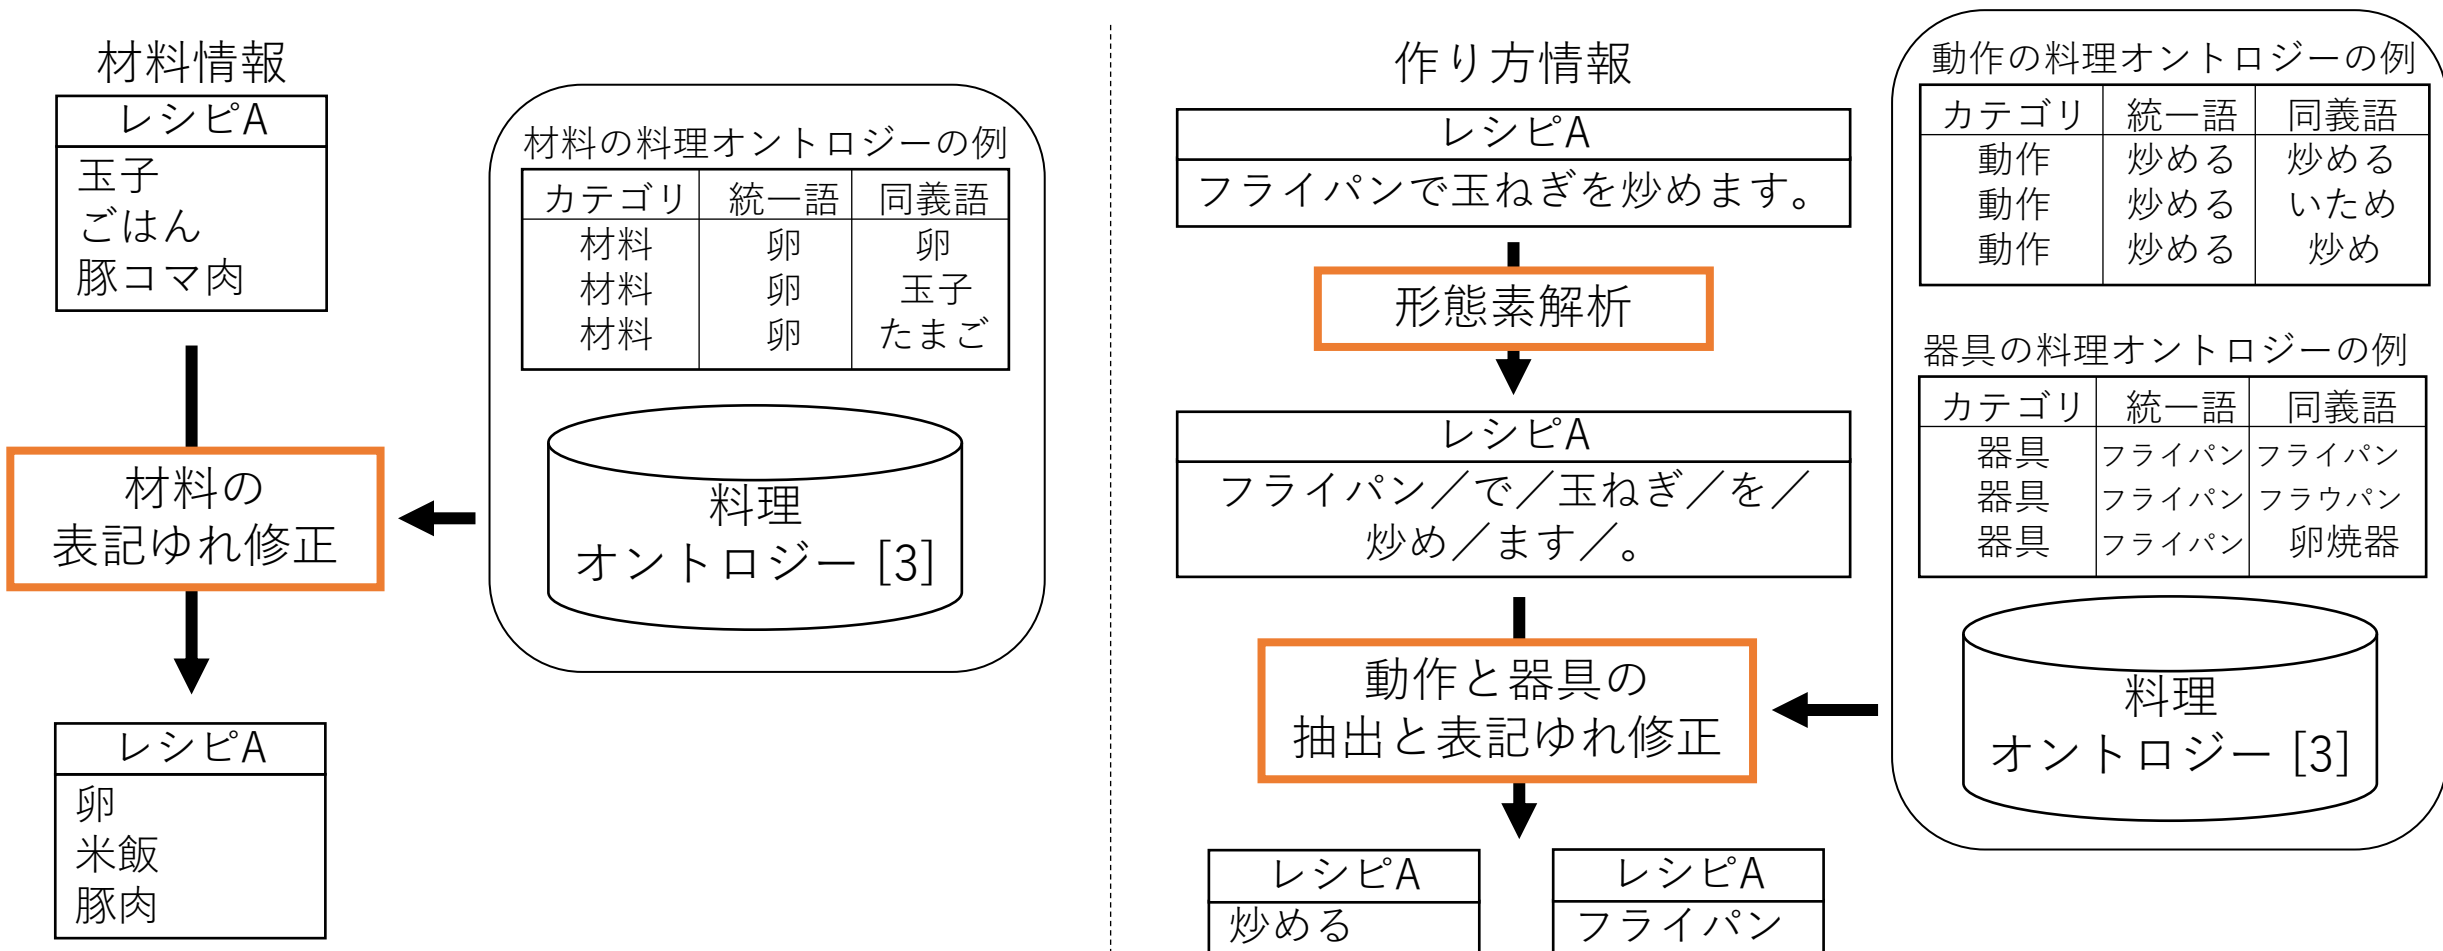 材料情報
レシピA
玉子
ごはん
豚コマ肉
材料の
表記ゆれ修正
レシピA
卵
米飯
豚肉
材料の料理オントロジーの例
カテゴリ 統一語 同義語
材料 卵 卵
材料 卵 玉子
材料 卵 たまご
料理
オントロジー [3]
作り方情報
レシピA
フライパンで玉ねぎを炒めます。
形態素解析
レシピA
フライパン／で／玉ねぎ／を／
炒め／ます／。
動作と器具の
抽出と表記ゆれ修正
レシピA
炒める
レシピA
フライパン
動作の料理オントロジーの例
カテゴリ 統一語 同義語
動作 炒める 炒める
動作 炒める いため
動作 炒める 炒め
器具の料理オントロジーの例
カテゴリ 統一語 同義語
器具 フライパン フライパン
器具 フライパン フラウパン
器具 フライパン 卵焼器
料理
オントロジー [3]